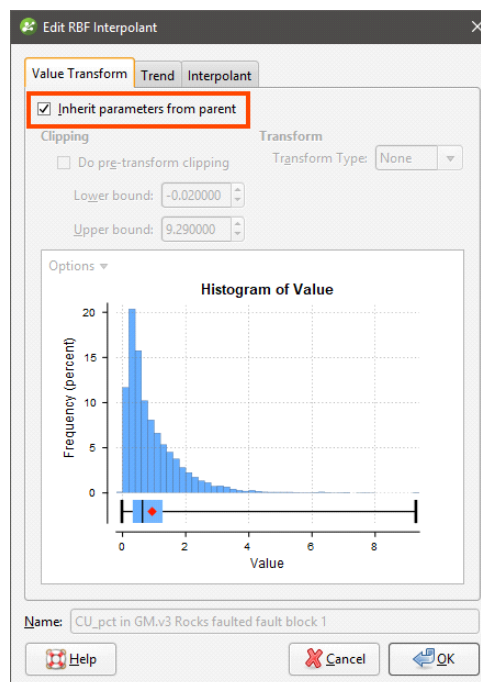 Edit RBF Interpolant
Value Transform Trend Interpolant
Inherit parameters from parent
Clipping Transform
Do pre-transform clipping Transform Type: None
Lower bound: -0.020000
Upper bound: 9.290000
Options
Histogram of Value
20
15
10
5
0
Frequency (percent)
0 2 4 6 8
Value
Name: CU_pct in GM.v3 Rocks faulted fault block 1
Help Cancel OK